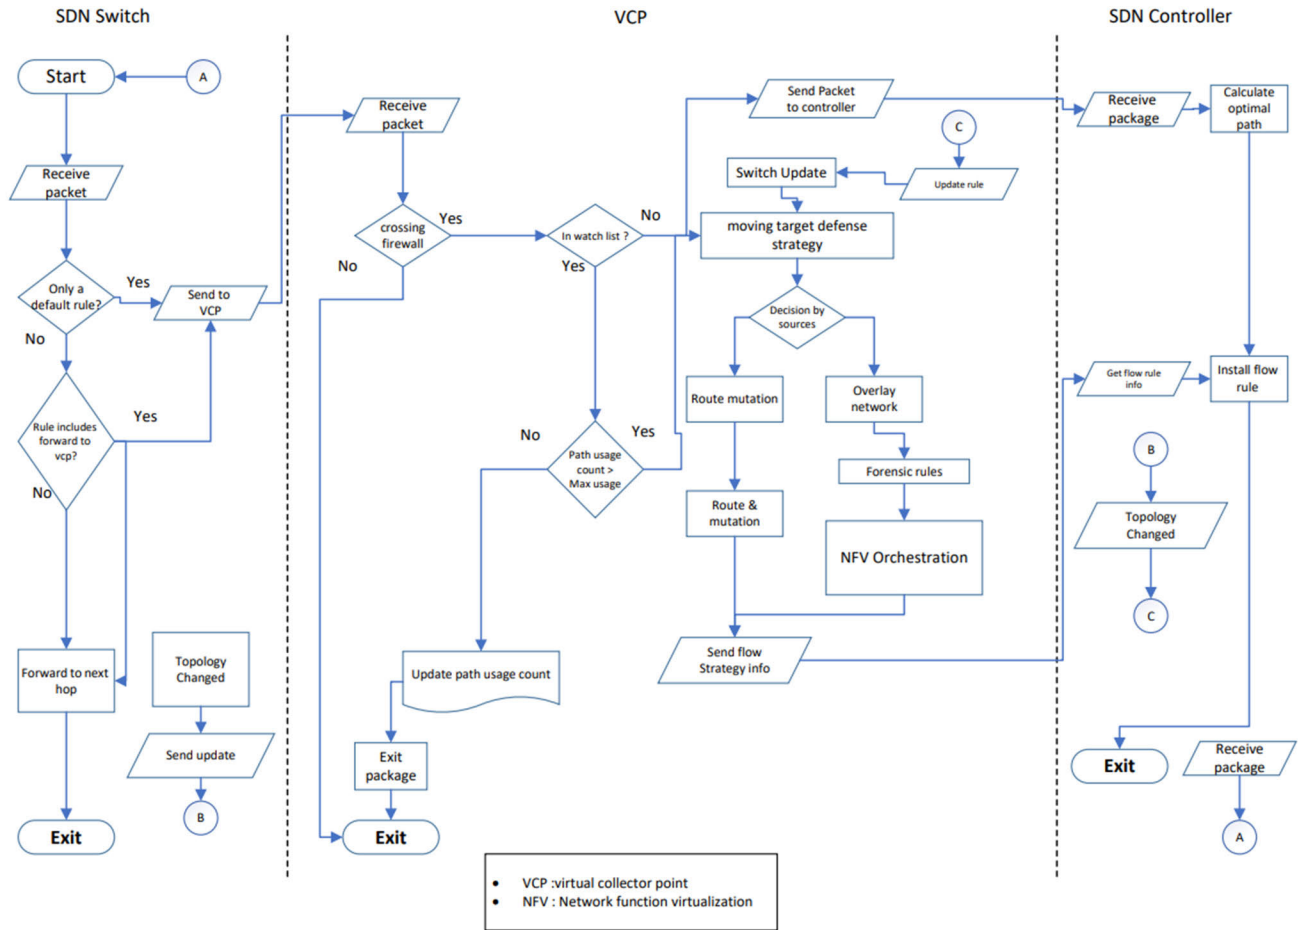 SDN Switch
VCP
SDN Controller
Start
A
Receive
packet
Only a
default rule?
Yes
Send to
VCP
No
Rule includes
forward to
vcp?
Yes
No
Forward to next
hop
Exit
Topology
Changed
Send update
B
Receive
packet
crossing
firewall
Yes
No
In watch list ?
No
Yes
Path usage
count >
Max usage
No
Yes
Update path usage count
Exit
package
Exit
Send Packet
to controller
C
Update rule
Switch Update
moving target defense
strategy
Decision by
sources
Route mutation
Route &
mutation
Overlay
network
Forensic rules
NFV Orchestration
Send flow
Strategy info
Receive
package
Calculate
optimal
path
Get flow rule
info
Install flow
rule
B
Topology
Changed
C
Exit
Receive
package
A
• VCP :virtual collector point
• NFV : Network function virtualization